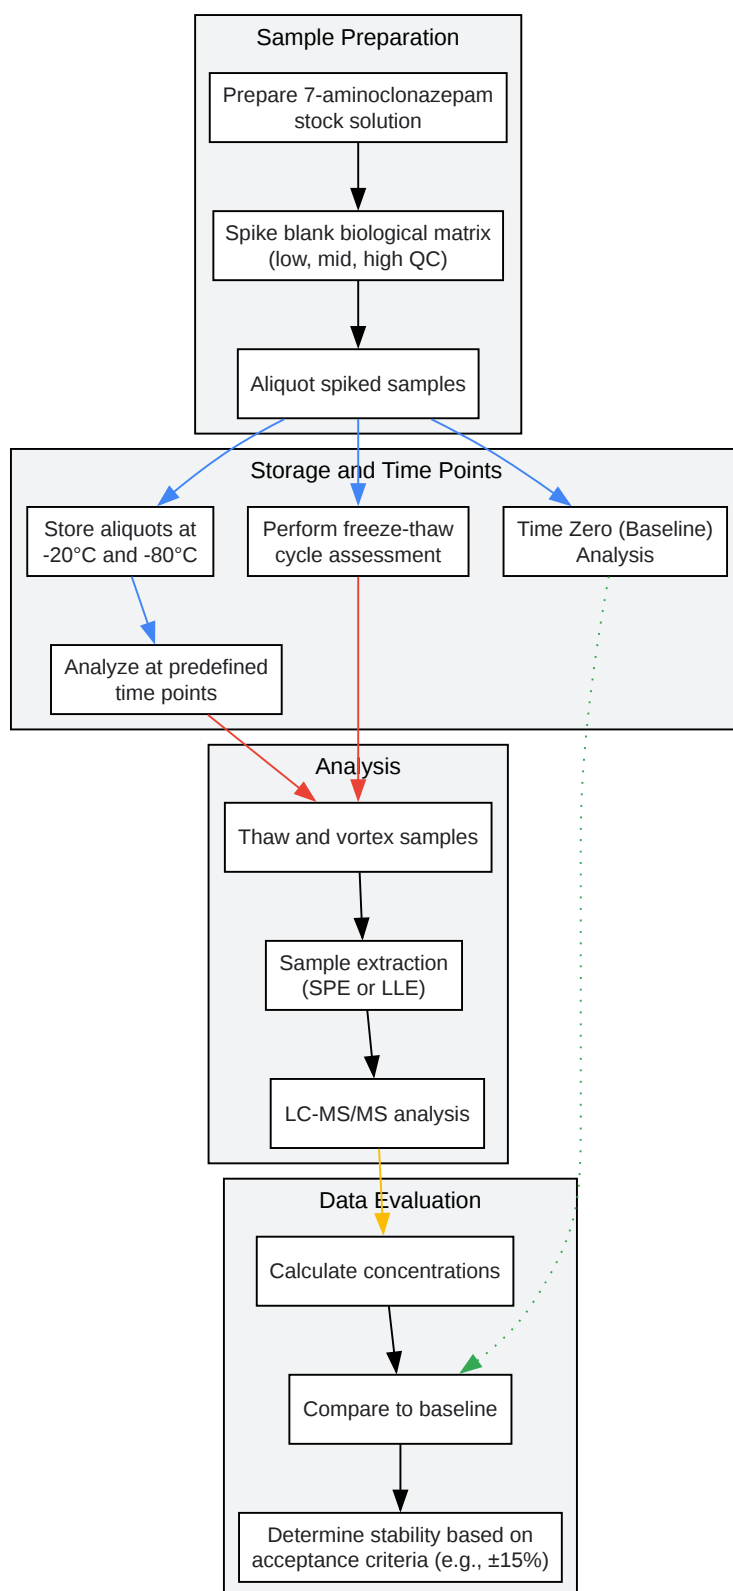 Sample Preparation
Prepare 7-aminoclonazepam
stock solution
Spike blank biological matrix
(low, mid, high QC)
Aliquot spiked samples
Storage and Time Points
Store aliquots at
-20°C and -80°C
Perform freeze-thaw
cycle assessment
Time Zero (Baseline)
Analysis
Analyze at predefined
time points
Analysis
Thaw and vortex samples
Sample extraction
(SPE or LLE)
LC-MS/MS analysis
Data Evaluation
Calculate concentrations
Compare to baseline
Determine stability based on
acceptance criteria (e.g., ±15%)